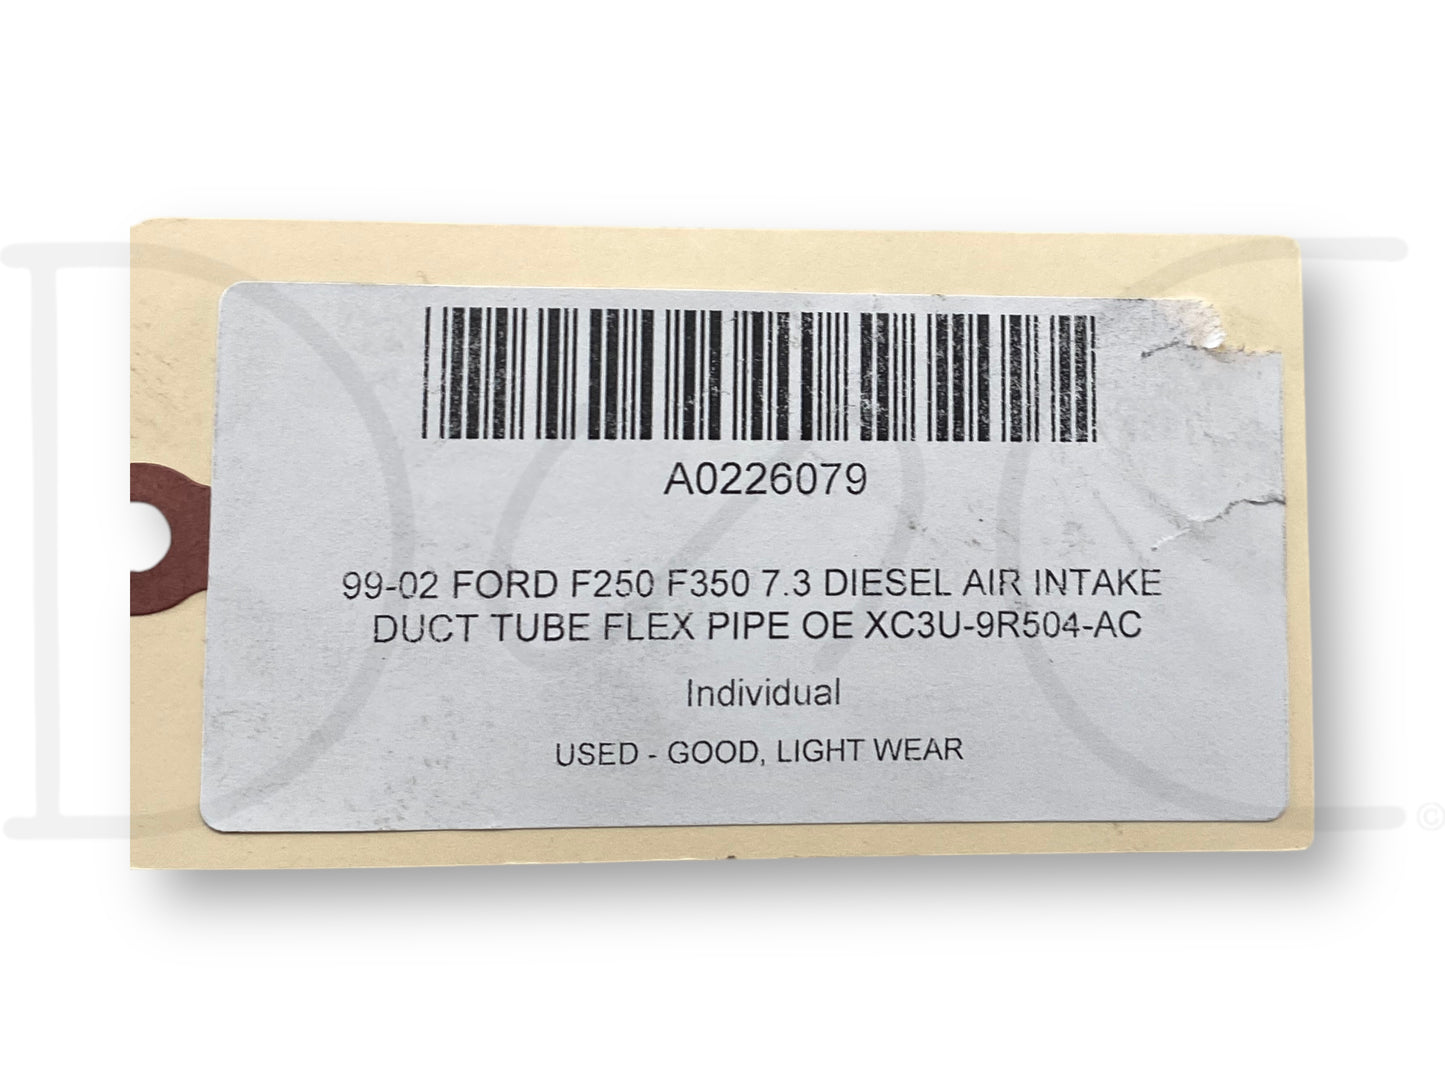 A0226079
99-02 FORD F250 F350 7.3 DIESEL AIR INTAKE
DUCT TUBE FLEX PIPE OE XC3U-9R504-AC
Individual
USED - GOOD, LIGHT WEAR
©